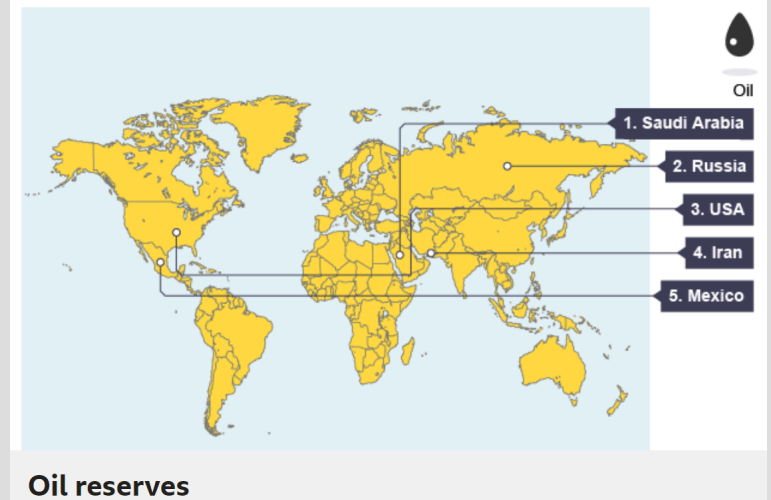 Oil
1. Saudi Arabia
2. Russia
3. USA
4. Iran
5. Mexico
Oil reserves